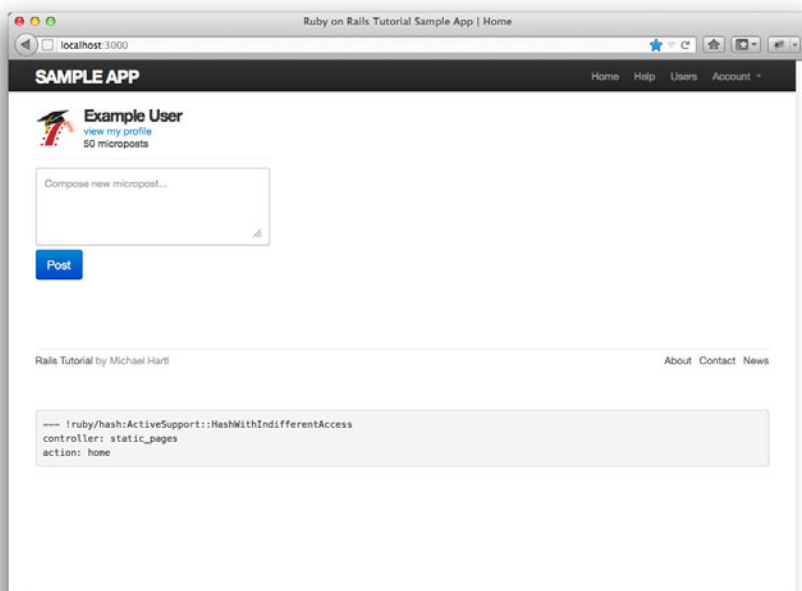 Ruby on Rails Tutorial Sample App | Home
localhost:3000
SAMPLE APP
Home Help Users Account
Example User
view my profile
50 microposts
Compose new micropost...
Post
Rails Tutorial by Michael Hartl
About Contact News
--- !ruby/hash:ActiveSupport::HashWithIndifferentAccess
controller: static_pages
action: home